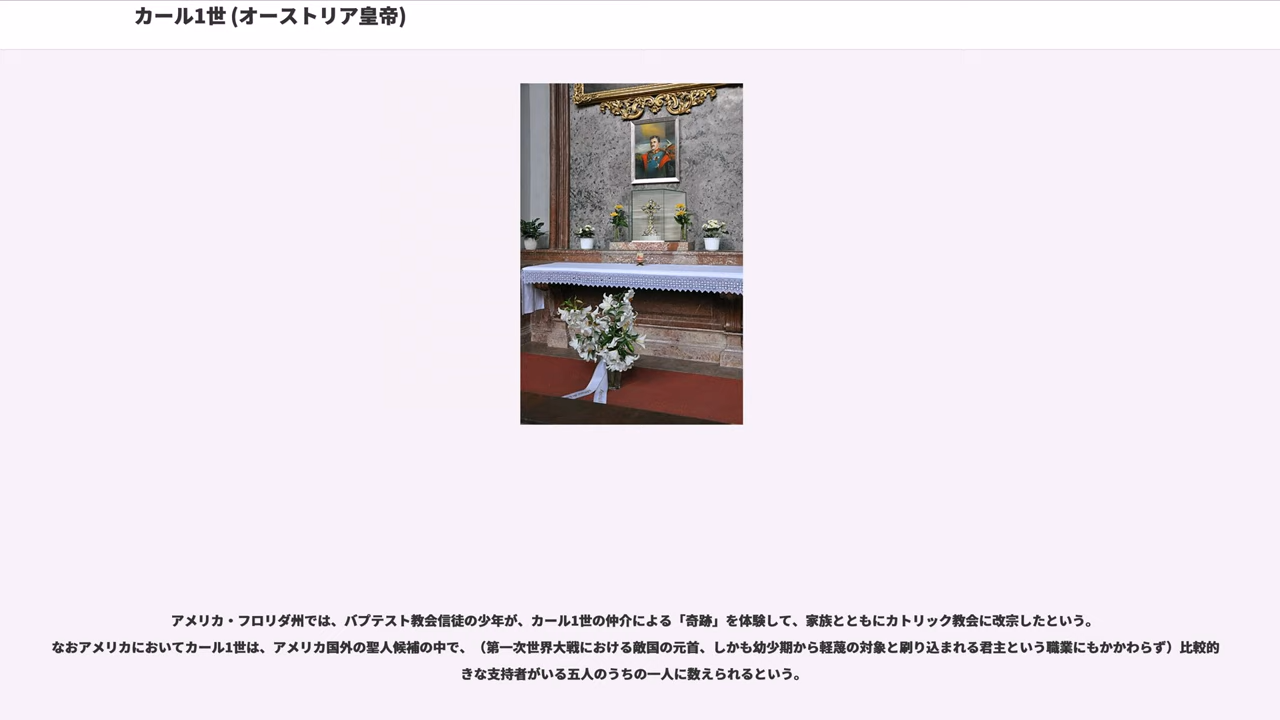 カール1世 (オーストリア皇帝)
アメリカ・フロリダ州では、バプテスト教会信徒の少年が、カール1世の仲介による「奇跡」を体験して、家族とともにカトリック教会に改宗したという。
なおアメリカにおいてカール1世は、アメリカ国外の聖人候補の中で、（第一次世界大戦における敵国の元首、しかも幼少期から軽蔑の対象と刷り込まれる君主という職業にもかかわらず）比較的
きな支持者がいる五人のうちの一人に数えられるという。